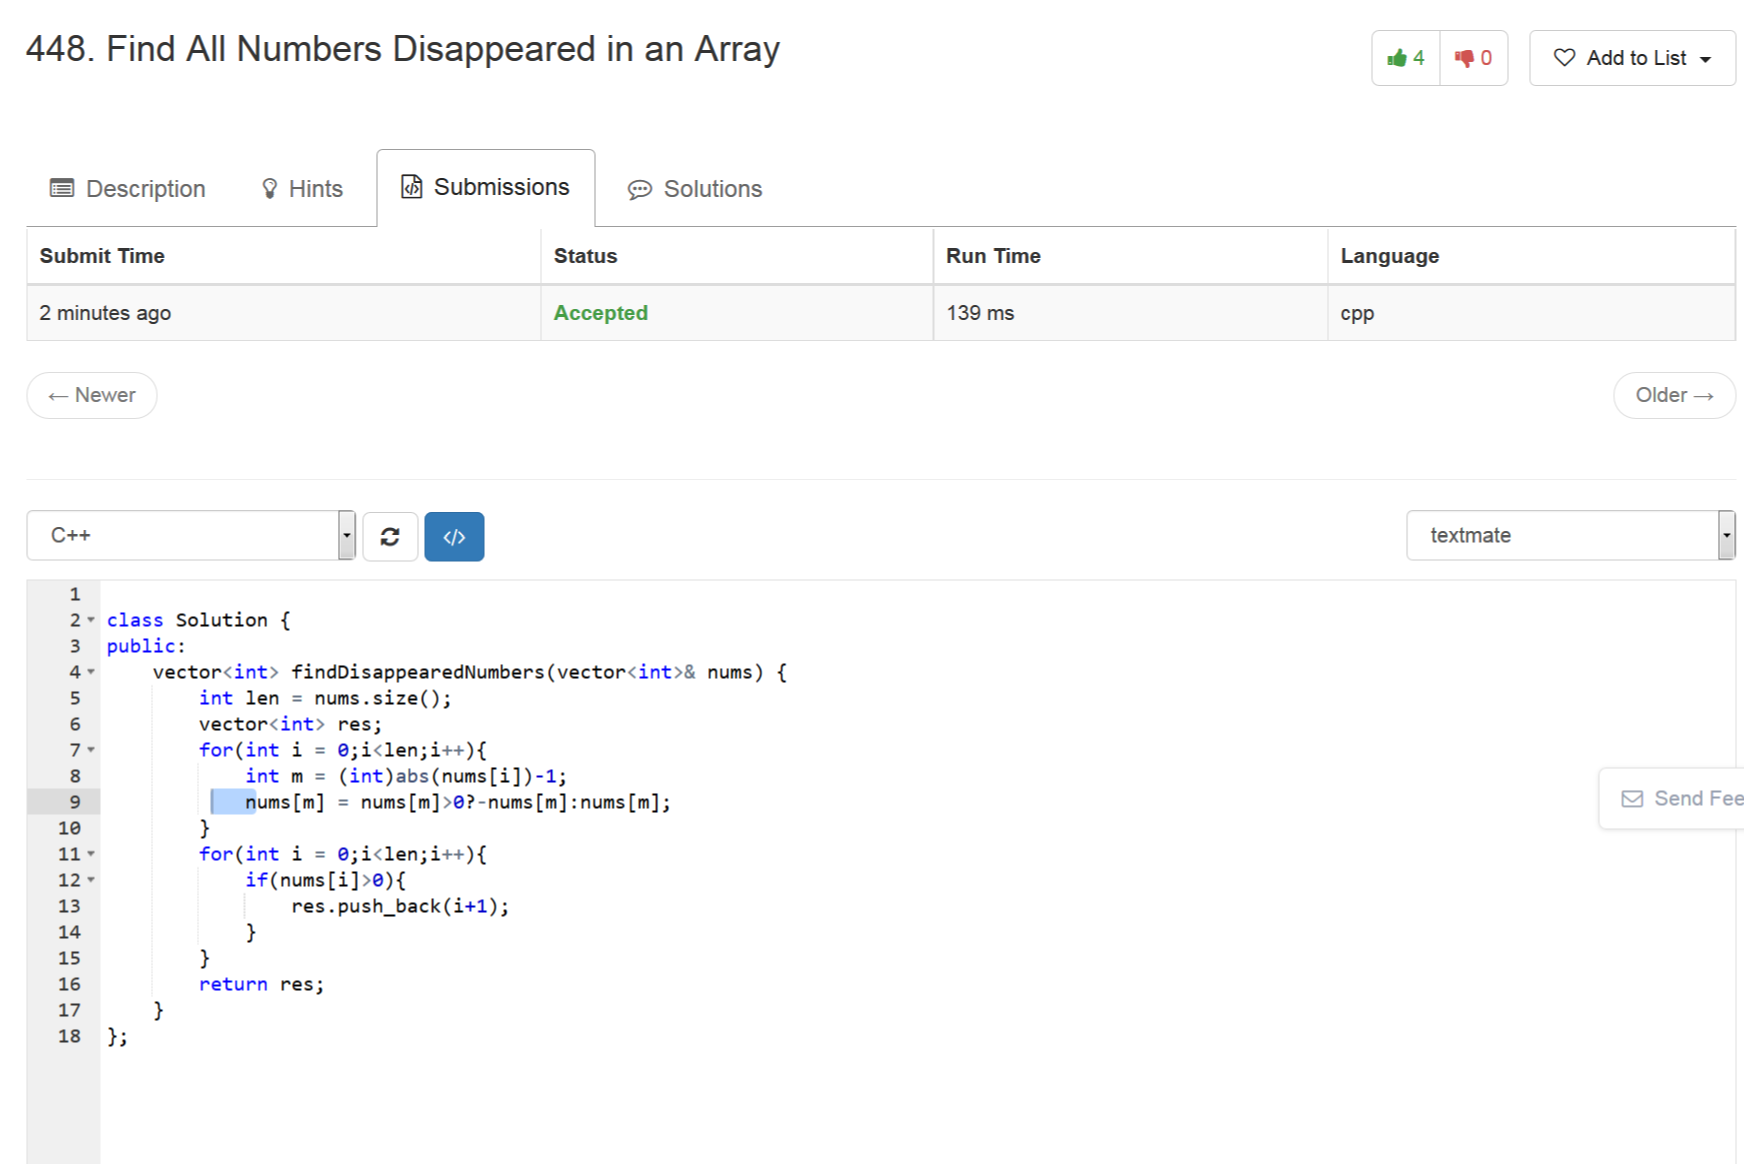 448. Find All Numbers Disappeared in an Array
4 0 Add to List
Description Hints Submissions Solutions
Submit Time Status Run Time Language
2 minutes ago Accepted 139 ms cpp
← Newer Older →
C++ </> textmate
1
2 class Solution {
3 public:
4     vector<int> findDisappearedNumbers(vector<int>& nums) {
5         int len = nums.size();
6         vector<int> res;
7         for(int i = 0;i<len;i++){
8             int m = (int)abs(nums[i])-1;
9             nums[m] = nums[m]>0?-nums[m]:nums[m];
10         }
11         for(int i = 0;i<len;i++){
12             if(nums[i]>0){
13                 res.push_back(i+1);
14             }
15         }
16         return res;
17     }
18 };
Send Fee